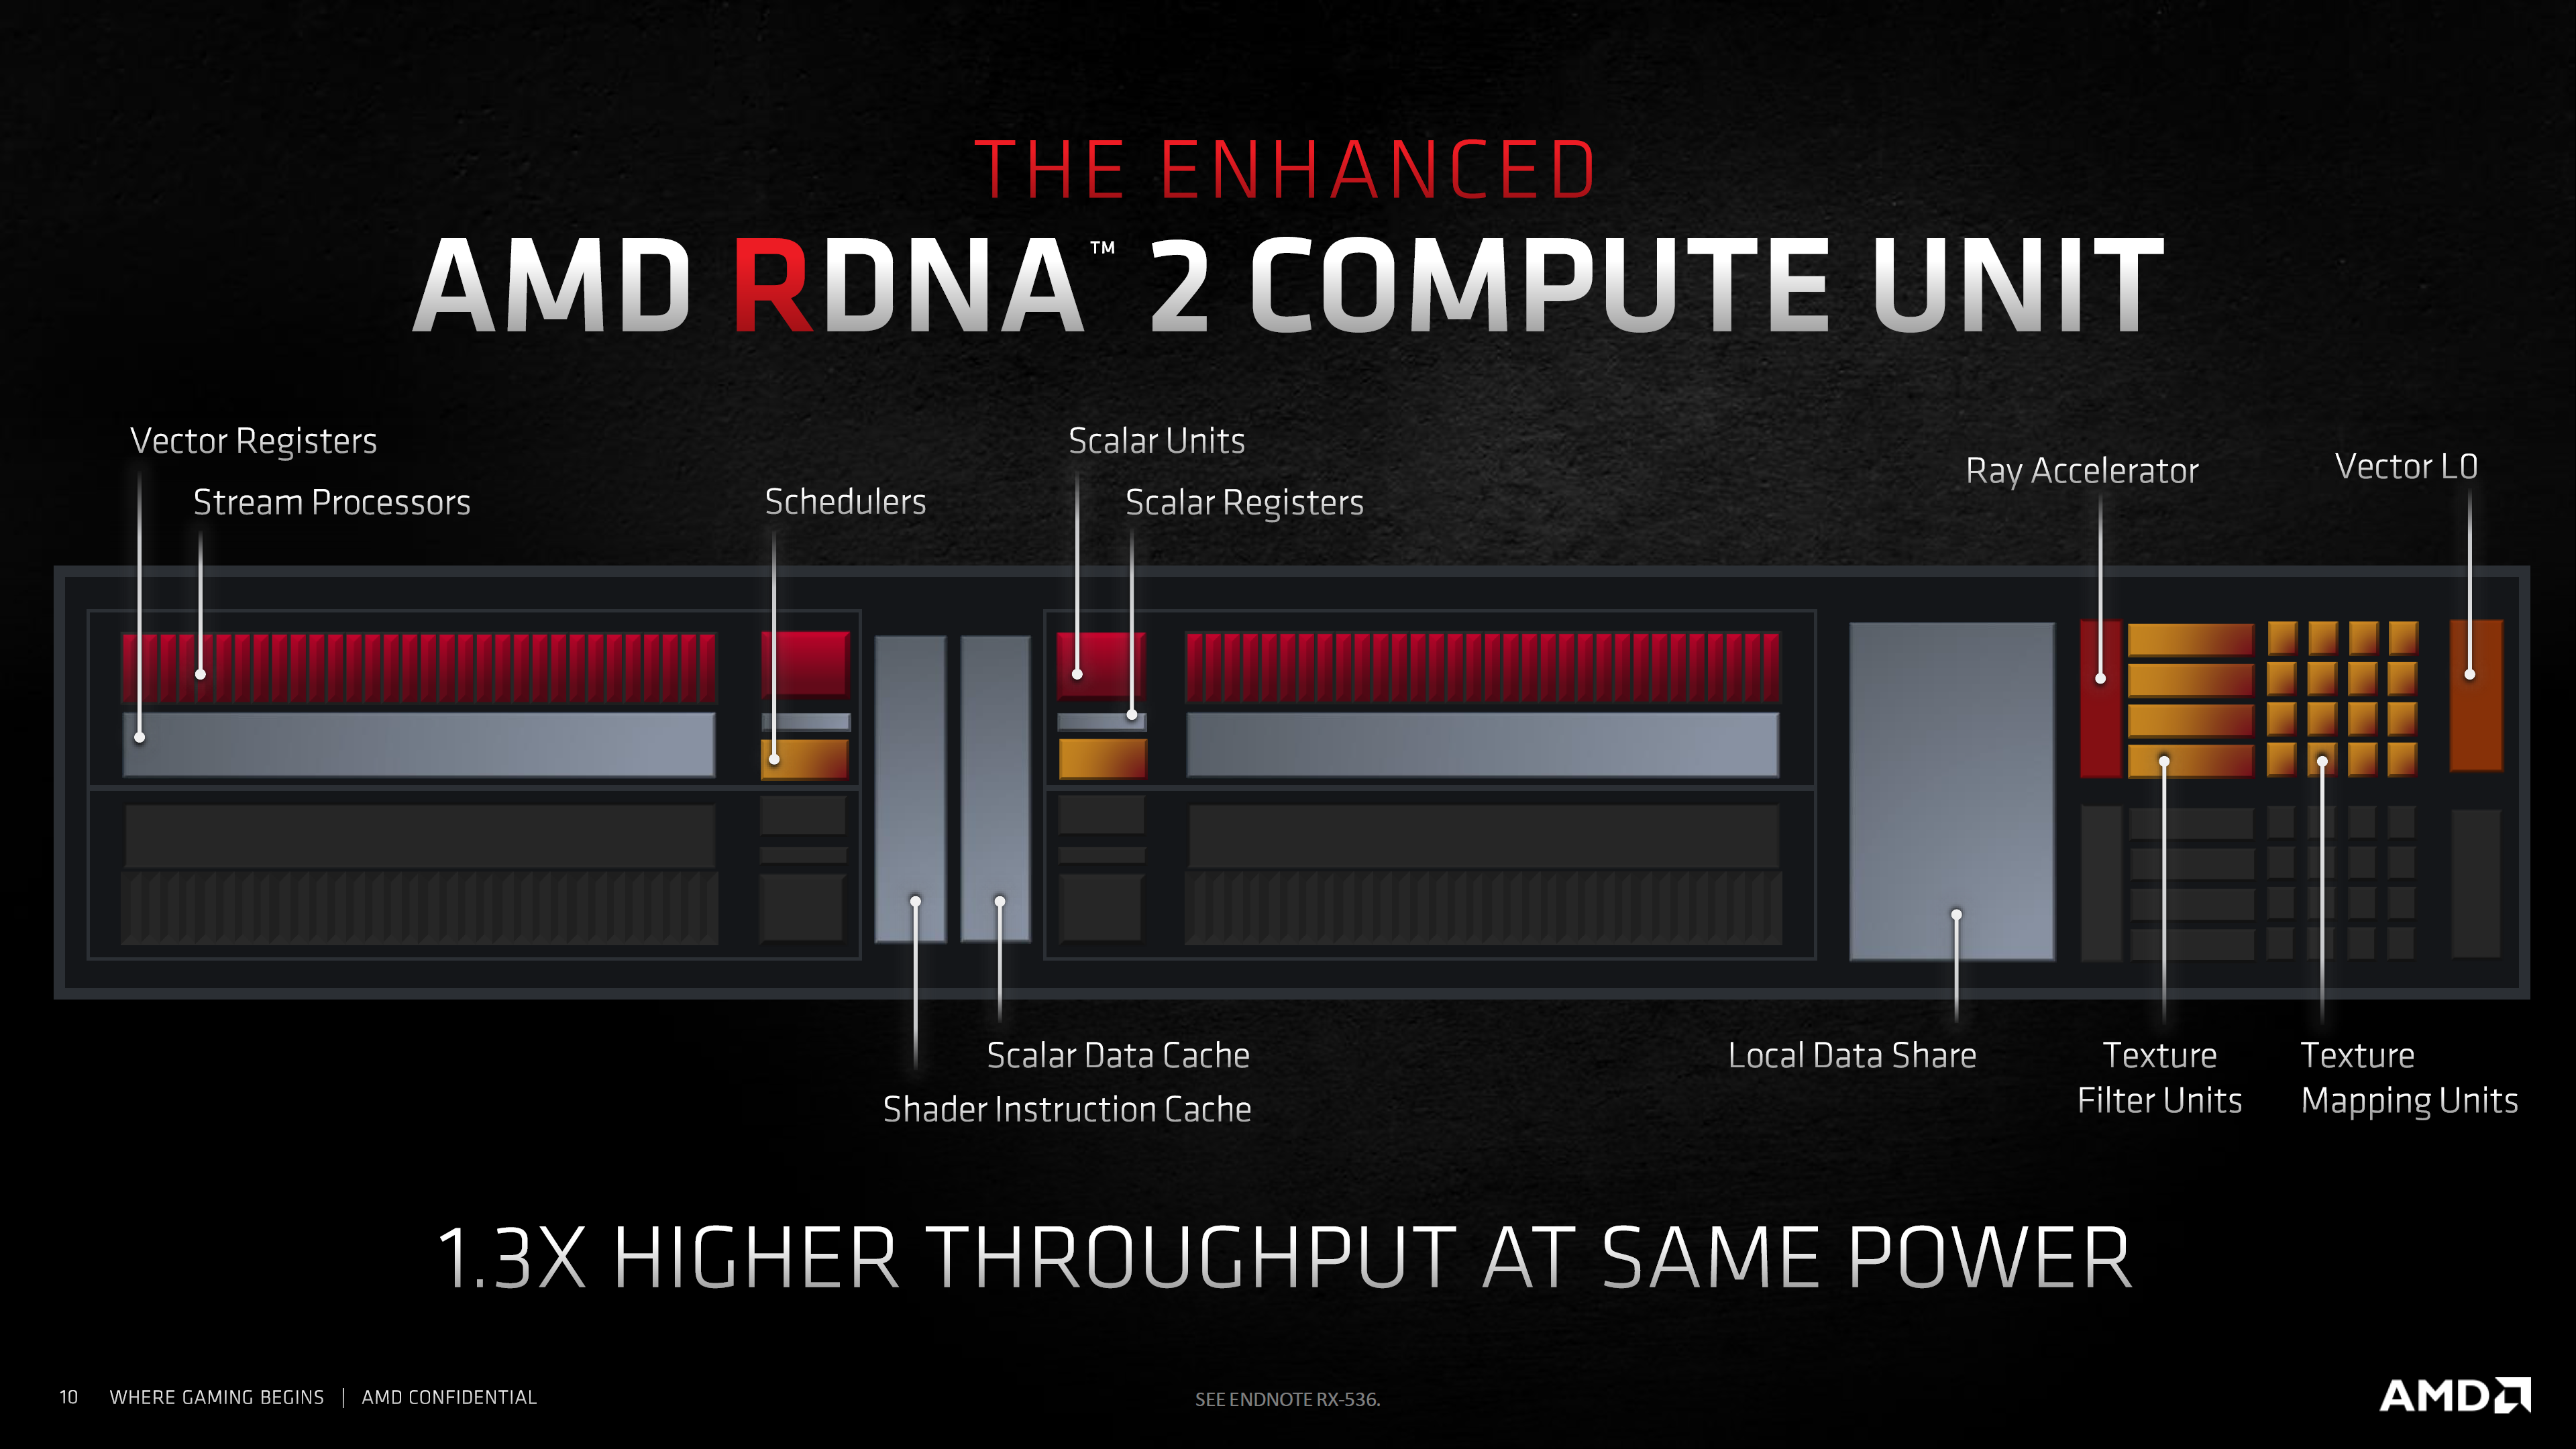 THE ENHANCED
AMD RDNA™ 2 COMPUTE UNIT
Vector Registers
Stream Processors
Schedulers
Scalar Units
Scalar Registers
Ray Accelerator
Vector L0
Scalar Data Cache
Shader Instruction Cache
Local Data Share
Texture
Filter Units
Texture
Mapping Units
1.3X HIGHER THROUGHPUT AT SAME POWER
10 WHERE GAMING BEGINS | AMD CONFIDENTIAL
SEE ENDNOTE RX-536.
AMD